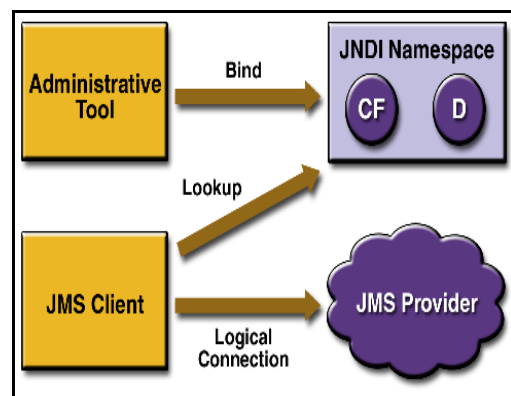 Administrative
Tool
Bind
JNDI Namespace
CF
D
Lookup
JMS Client
Logical
Connection
JMS Provider